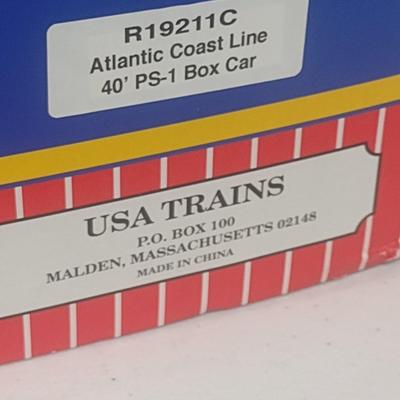 R19211C
Atlantic Coast Line
40' PS-1 Box Car
USA TRAINS
P.O. BOX 100
MALDEN, MASSACHUSETTS 02148
MADE IN CHINA